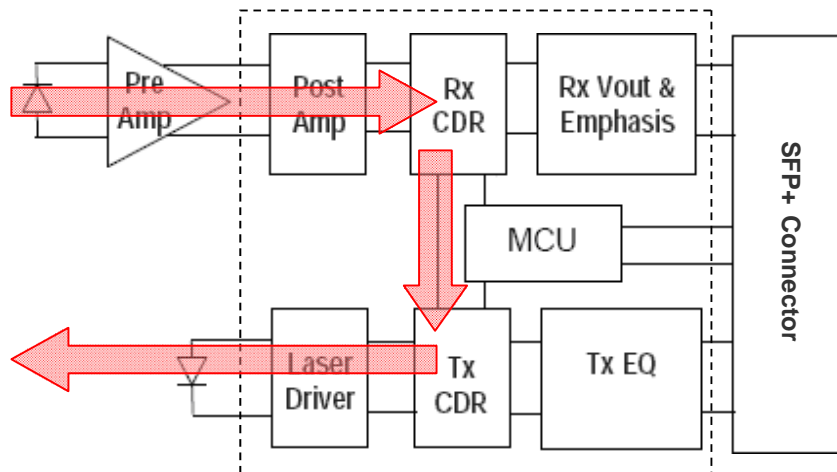 Pre
Amp
Post
Amp
Rx
CDR
Rx Vout &
Emphasis
SFP+ Connector
MCU
Laser
Driver
Tx
CDR
Tx EQ